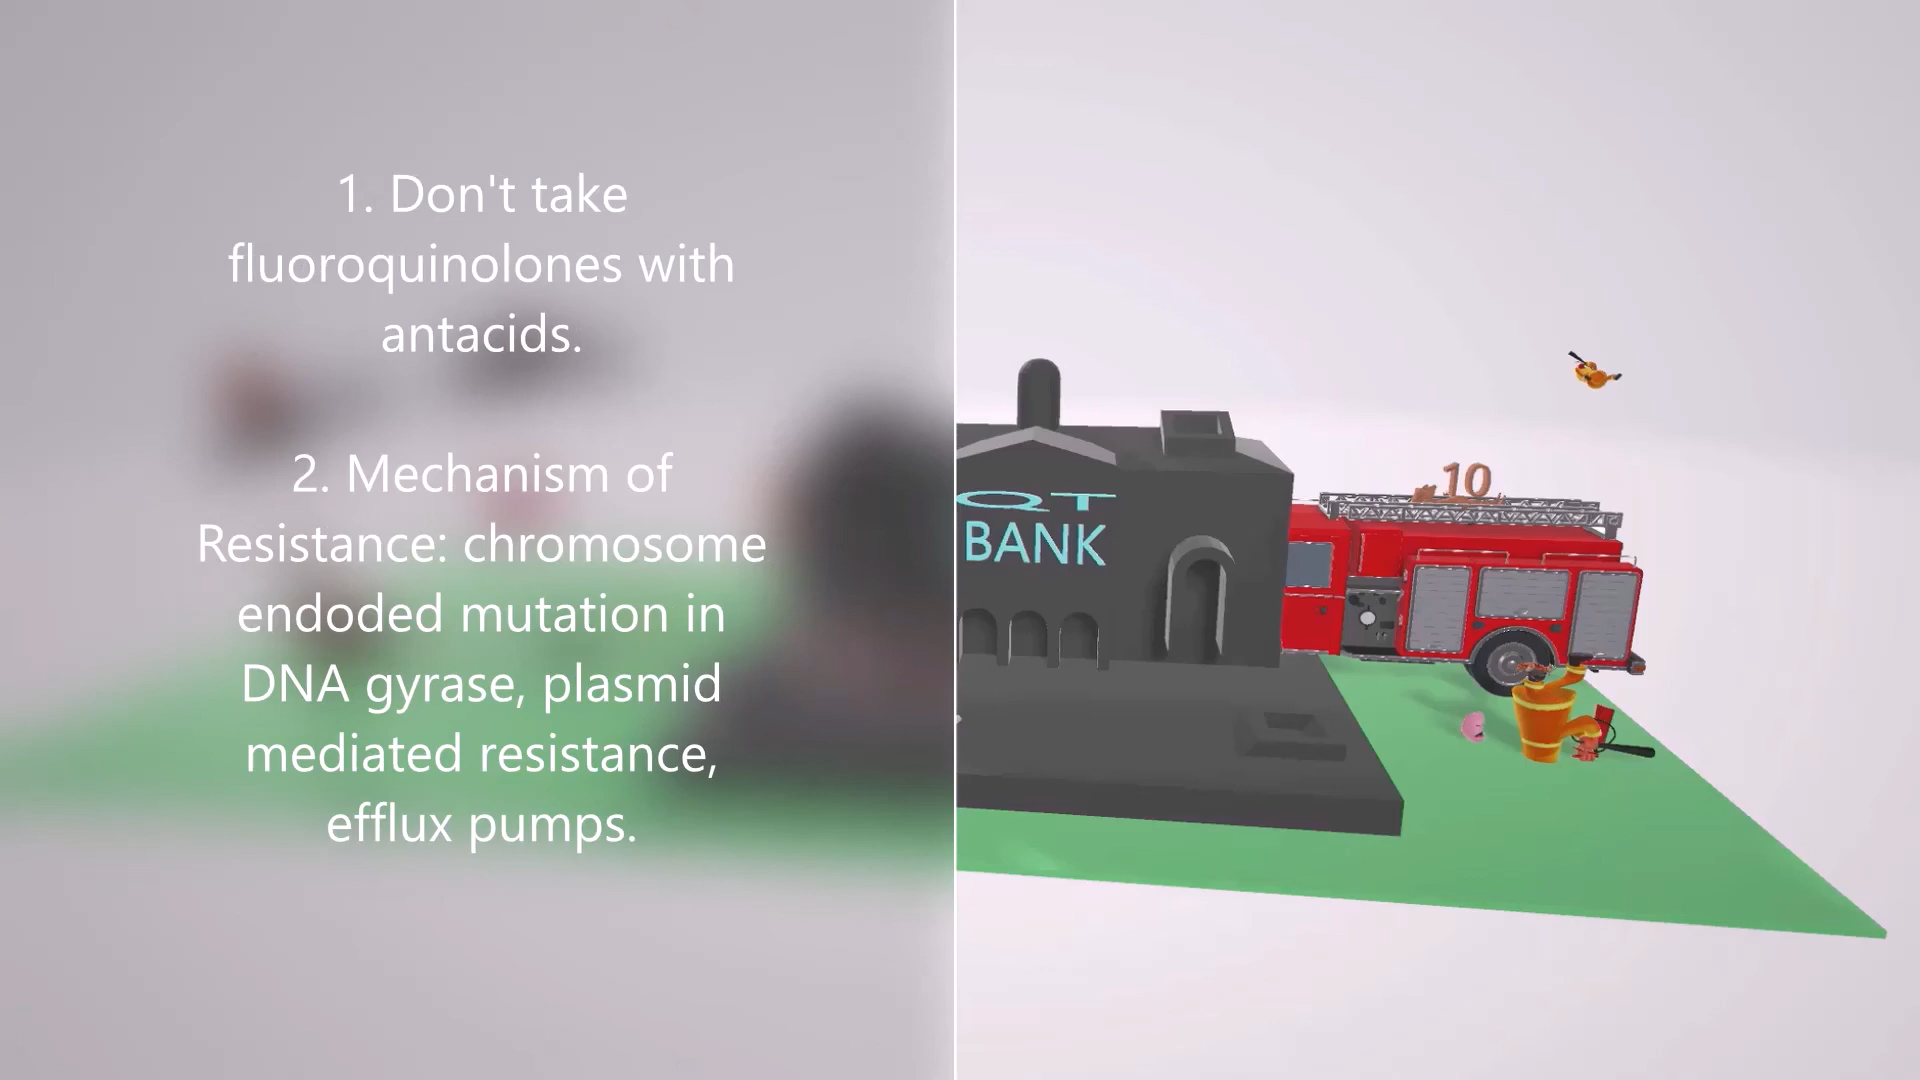 1. Don't take
fluoroquinolones with
antacids.
2. Mechanism of
Resistance: chromosome
endoded mutation in
DNA gyrase, plasmid
mediated resistance,
efflux pumps.
QT
BANK
10